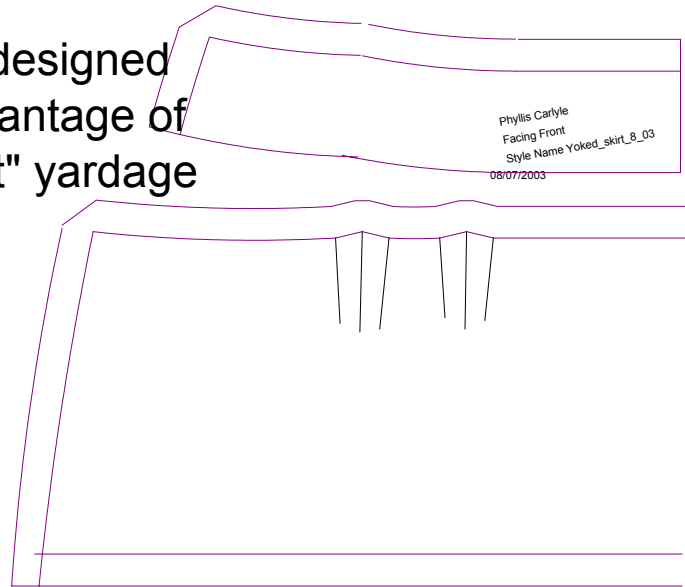 designed
antage of
t" yardage
Phyllis Carlyle
Facing Front
Style Name Yoked_skirt_8_03
08/07/2003